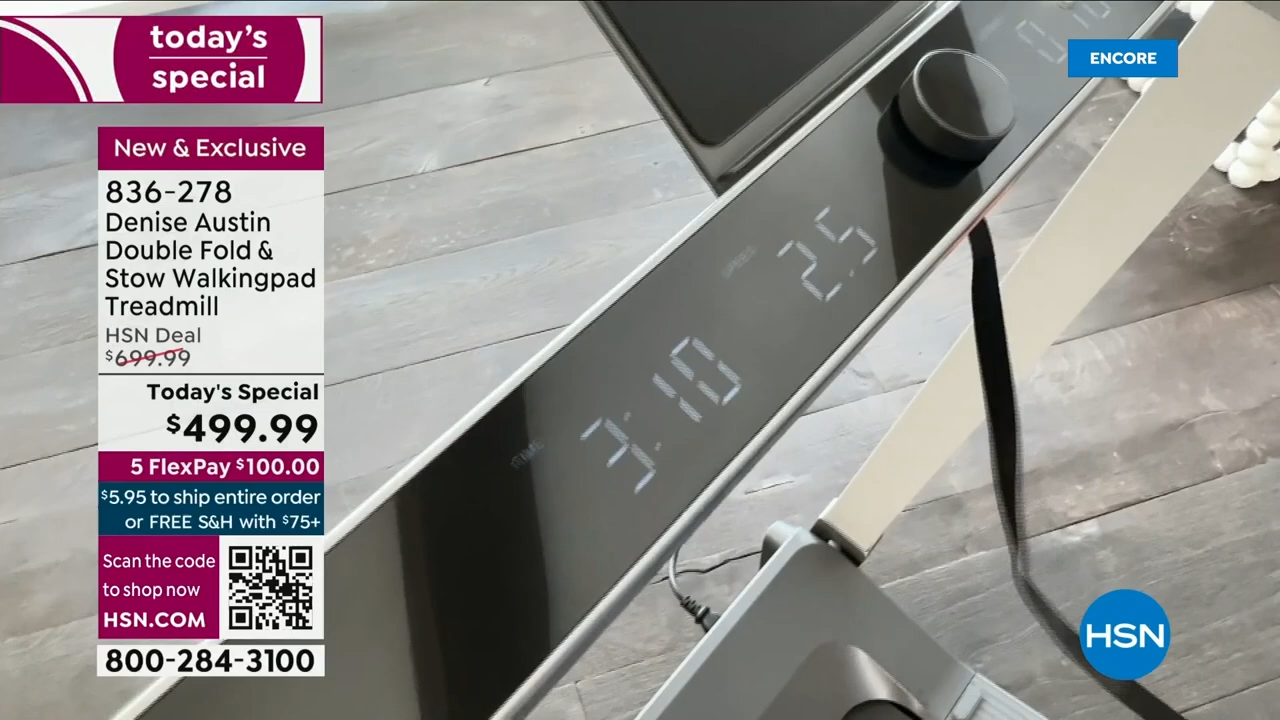 today's
special
ENCORE
New & Exclusive
836-278
Denise Austin
Double Fold &
Stow Walkingpad
Treadmill
HSN Deal
$699.99
Today's Special
$499.99
5 FlexPay $100.00
$5.95 to ship entire order
or FREE S&H with $75+
Scan the code
to shop now
HSN.COM
800-284-3100
SPEED
2.5
TIME
3:10
HSN